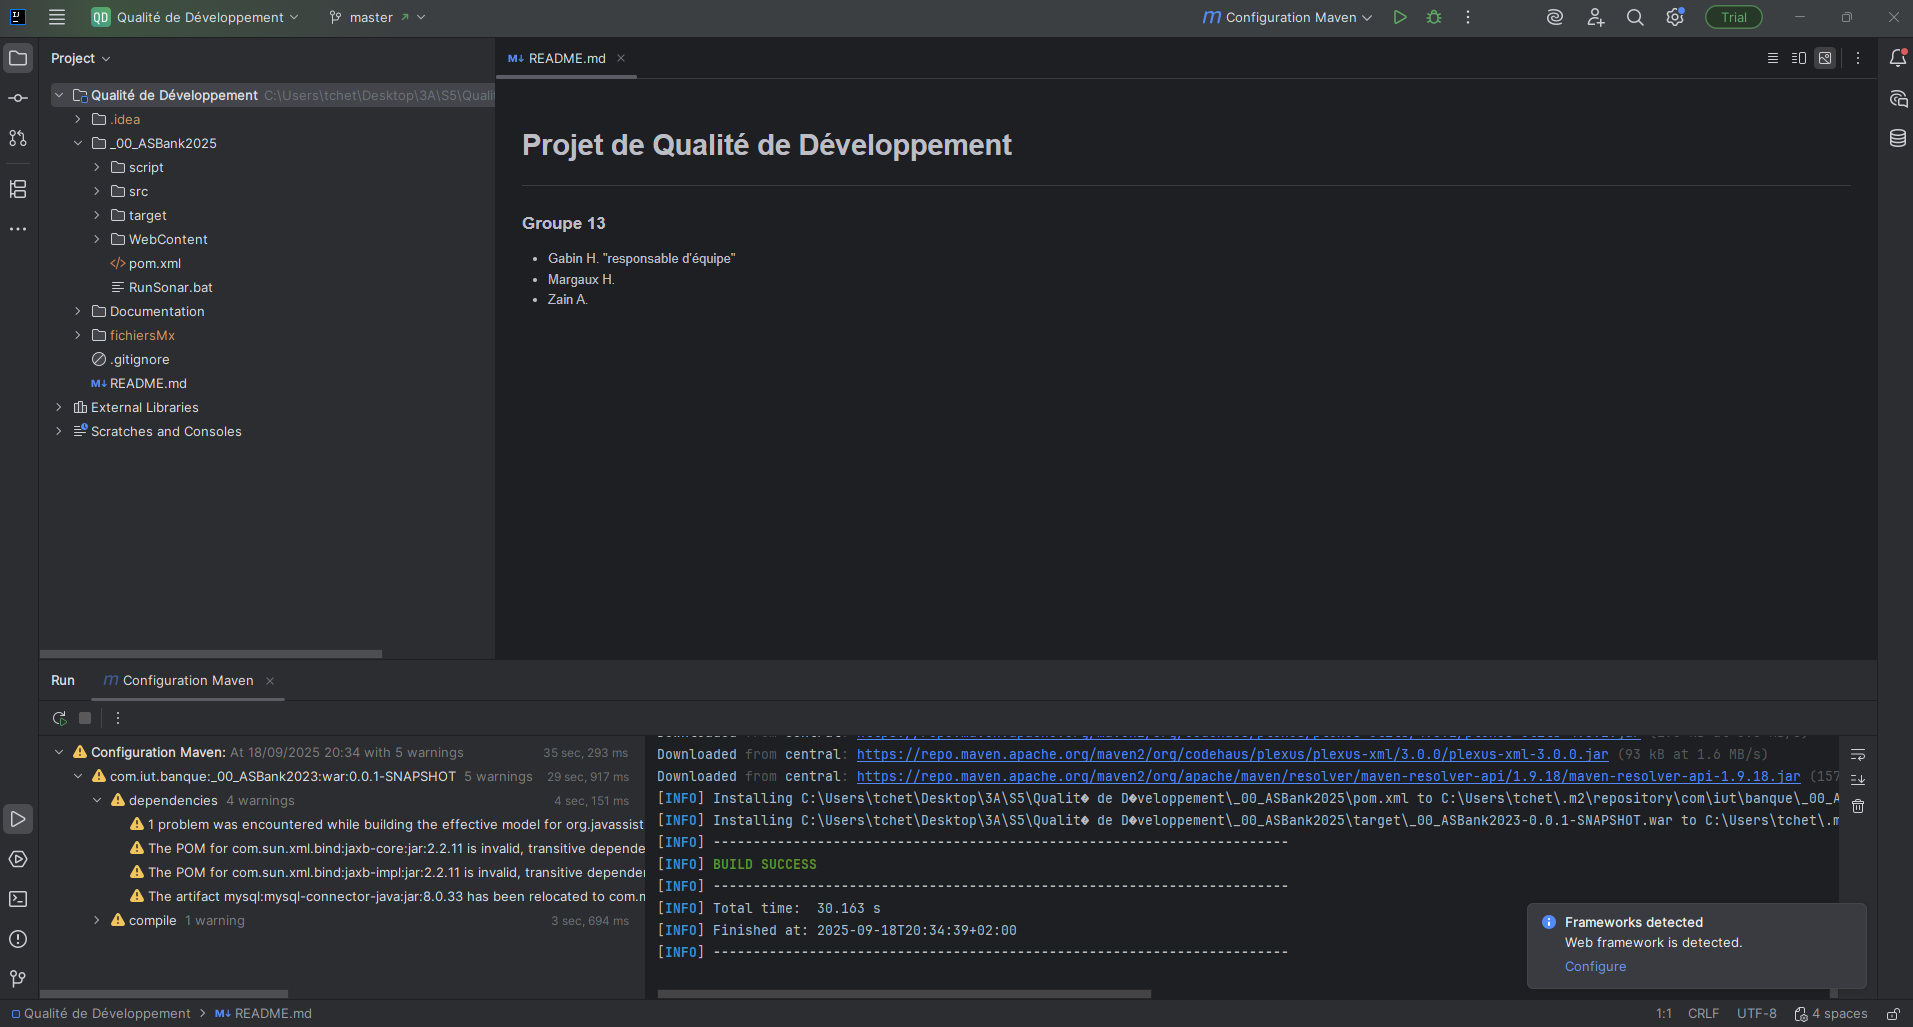 QD Qualité de Développement master Configuration Maven Trial
Project
README.md
Qualité de Développement C:\Users\tchet\Desktop\3A\S5\Quali
.idea
_00_ASBank2025
script
src
target
WebContent
pom.xml
RunSonar.bat
Documentation
fichiersMx
.gitignore
README.md
External Libraries
Scratches and Consoles
Projet de Qualité de Développement
Groupe 13
• Gabin H. "responsable d'équipe"
• Margaux H.
• Zain A.
Run Configuration Maven
Configuration Maven: At 18/09/2025 20:34 with 5 warnings 35 sec, 293 ms
com.iut.banque:_00_ASBank2023:war:0.0.1-SNAPSHOT 5 warnings 29 sec, 917 ms
dependencies 4 warnings 4 sec, 151 ms
1 problem was encountered while building the effective model for org.javassist
The POM for com.sun.xml.bind:jaxb-core:jar:2.2.11 is invalid, transitive depende
The POM for com.sun.xml.bind:jaxb-impl:jar:2.2.11 is invalid, transitive depender
The artifact mysql:mysql-connector-java:jar:8.0.33 has been relocated to com.m
compile 1 warning 3 sec, 694 ms
Downloaded from central: https://repo.maven.apache.org/maven2/org/codehaus/plexus/plexus-xml/3.0.0/plexus-xml-3.0.0.jar (93 kB at 1.6 MB/s)
Downloaded from central: https://repo.maven.apache.org/maven2/org/apache/maven/resolver/maven-resolver-api/1.9.18/maven-resolver-api-1.9.18.jar (157
[INFO] Installing C:\Users\tchet\Desktop\3A\S5\Qualit� de D�veloppement\_00_ASBank2025\pom.xml to C:\Users\tchet\.m2\repository\com\iut\banque\_00_A
[INFO] Installing C:\Users\tchet\Desktop\3A\S5\Qualit� de D�veloppement\_00_ASBank2025\target\_00_ASBank2023-0.0.1-SNAPSHOT.war to C:\Users\tchet\.m
[INFO] ------------------------------------------------------------------------
[INFO] BUILD SUCCESS
[INFO] ------------------------------------------------------------------------
[INFO] Total time:  30.163 s
[INFO] Finished at: 2025-09-18T20:34:39+02:00
[INFO] ------------------------------------------------------------------------
Frameworks detected
Web framework is detected.
Configure
Qualité de Développement > README.md 1:1 CRLF UTF-8 4 spaces